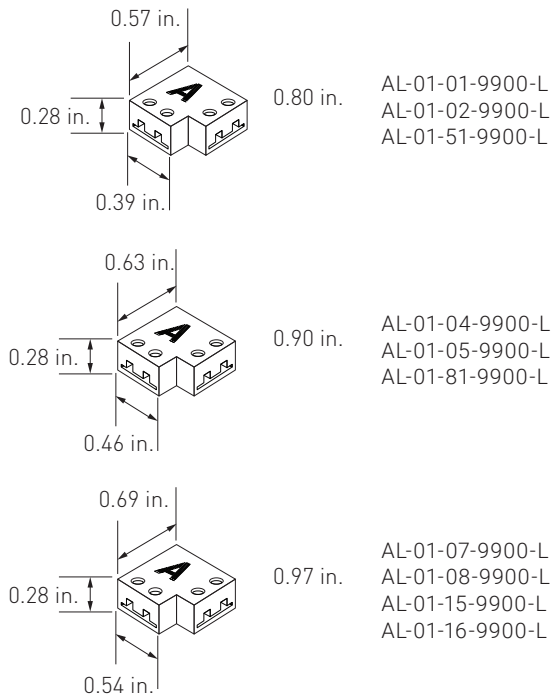 0.57 in.
A
0.28 in.
0.39 in.
0.80 in.
AL-01-01-9900-L
AL-01-02-9900-L
AL-01-51-9900-L
0.63 in.
A
0.28 in.
0.46 in.
0.90 in.
AL-01-04-9900-L
AL-01-05-9900-L
AL-01-81-9900-L
0.69 in.
A
0.28 in.
0.54 in.
0.97 in.
AL-01-07-9900-L
AL-01-08-9900-L
AL-01-15-9900-L
AL-01-16-9900-L